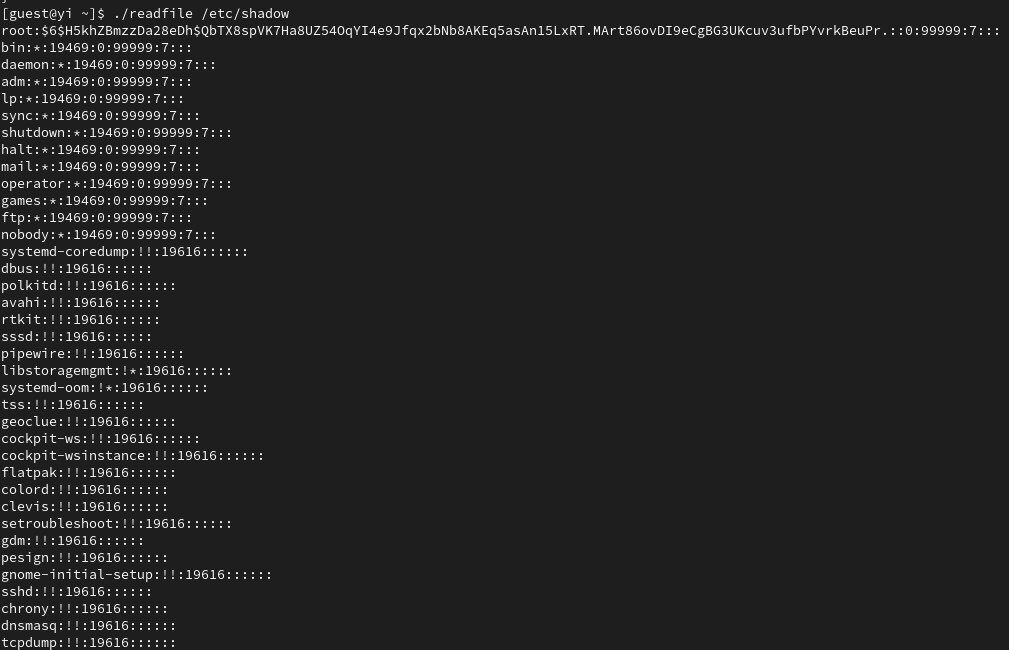 [guest@yi ~]$ ./readfile /etc/shadow
root:$6$H5khZBmzzDa28eDh$QbTX8spVK7Ha8UZ54OqYI4e9Jfqx2bNb8AKEq5asAn15LxRT.MArt86ovDI9eCgBG3UKcuv3ufbPYvrkBeuPr.::0:99999:7:::
bin:*:19469:0:99999:7:::
daemon:*:19469:0:99999:7:::
adm:*:19469:0:99999:7:::
lp:*:19469:0:99999:7:::
sync:*:19469:0:99999:7:::
shutdown:*:19469:0:99999:7:::
halt:*:19469:0:99999:7:::
mail:*:19469:0:99999:7:::
operator:*:19469:0:99999:7:::
games:*:19469:0:99999:7:::
ftp:*:19469:0:99999:7:::
nobody:*:19469:0:99999:7:::
systemd-coredump:!!:19616::::::
dbus:!!:19616::::::
polkitd:!!:19616::::::
avahi:!!:19616::::::
rtkit:!!:19616::::::
sssd:!!:19616::::::
pipewire:!!:19616::::::
libstoragemgmt:!*:19616::::::
systemd-oom:!*:19616::::::
tss:!!:19616::::::
geoclue:!!:19616::::::
cockpit-ws:!!:19616::::::
cockpit-wsinstance:!!:19616::::::
flatpak:!!:19616::::::
colord:!!:19616::::::
clevis:!!:19616::::::
setroubleshoot:!!:19616::::::
gdm:!!:19616::::::
pesign:!!:19616::::::
gnome-initial-setup:!!:19616::::::
sshd:!!:19616::::::
chrony:!!:19616::::::
dnsmasq:!!:19616::::::
tcpdump:!!:19616::::::